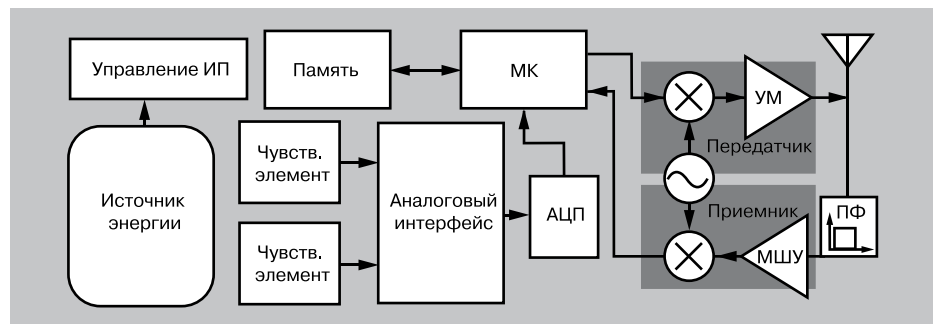 Управление ИП
Память
МК
УМ
Передатчик
Чувств.
элемент
Источник
энергии
Аналоговый
интерфейс
АЦП
Приемник
ПФ
Чувств.
элемент
МШУ